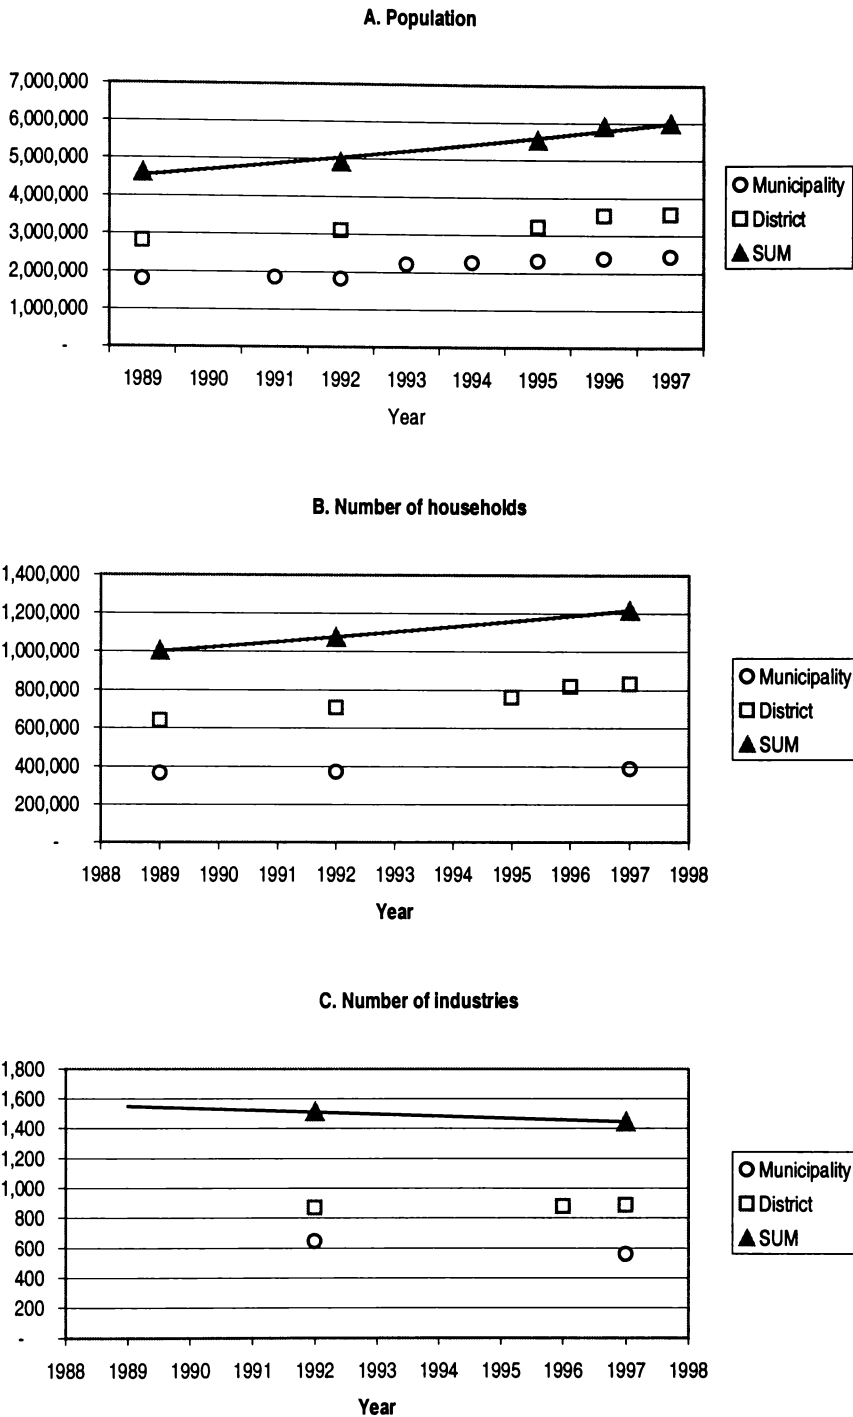 A. Population
7,000,000
6,000,000
5,000,000
4,000,000
3,000,000
2,000,000
1,000,000
-
1989 1990 1991 1992 1993 1994 1995 1996 1997
Year
Municipality
District
SUM
B. Number of households
1,400,000
1,200,000
1,000,000
800,000
600,000
400,000
200,000
-
1988 1989 1990 1991 1992 1993 1994 1995 1996 1997 1998
Year
Municipality
District
SUM
C. Number of industries
1,800
1,600
1,400
1,200
1,000
800
600
400
200
-
1988 1989 1990 1991 1992 1993 1994 1995 1996 1997 1998
Year
Municipality
District
SUM